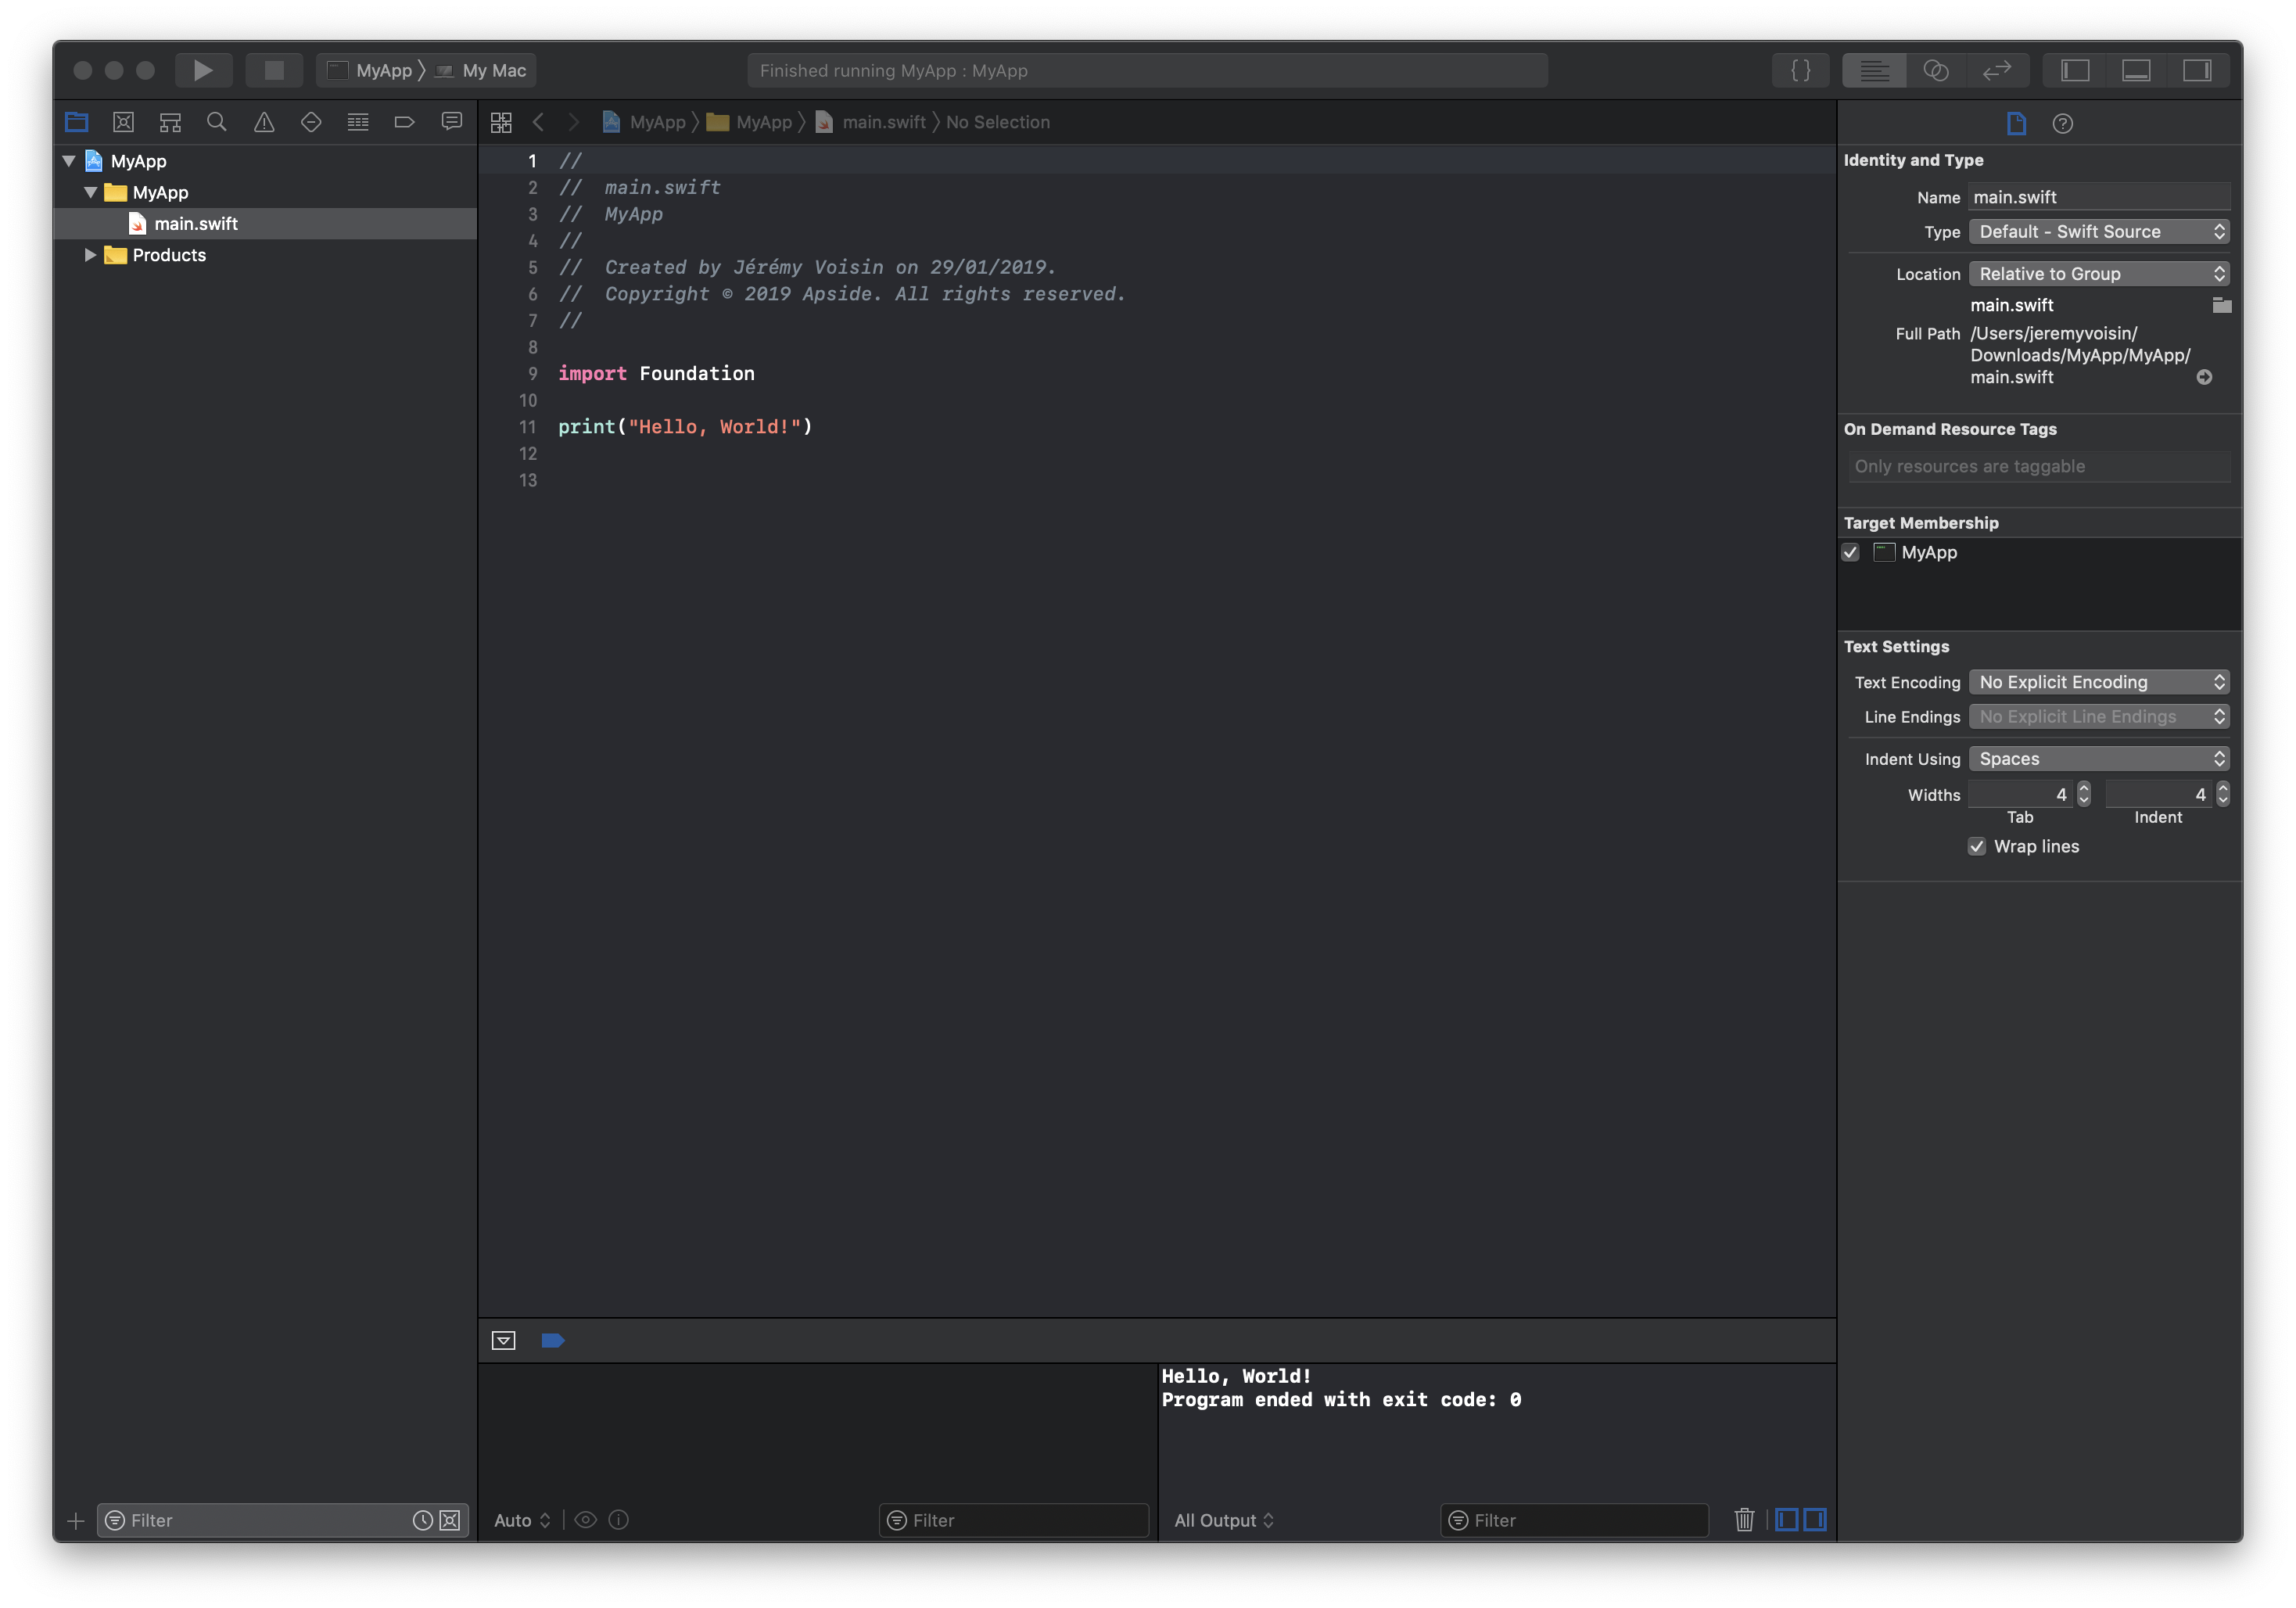 MyApp 〉 My Mac
Finished running MyApp : MyApp
{ }
MyApp
MyApp
main.swift
Products
Filter
MyApp 〉 MyApp 〉 main.swift 〉 No Selection
1 //
2 //  main.swift
3 //  MyApp
4 //
5 //  Created by Jérémy Voisin on 29/01/2019.
6 //  Copyright © 2019 Apside. All rights reserved.
7 //
8
9 import Foundation
10
11 print("Hello, World!")
12
13
Auto
Filter
Hello, World!
Program ended with exit code: 0
All Output
Filter
Identity and Type
Name main.swift
Type Default - Swift Source
Location Relative to Group
main.swift
Full Path /Users/jeremyvoisin/
Downloads/MyApp/MyApp/
main.swift
On Demand Resource Tags
Only resources are taggable
Target Membership
MyApp
Text Settings
Text Encoding No Explicit Encoding
Line Endings No Explicit Line Endings
Indent Using Spaces
Widths 4 4
Tab Indent
Wrap lines